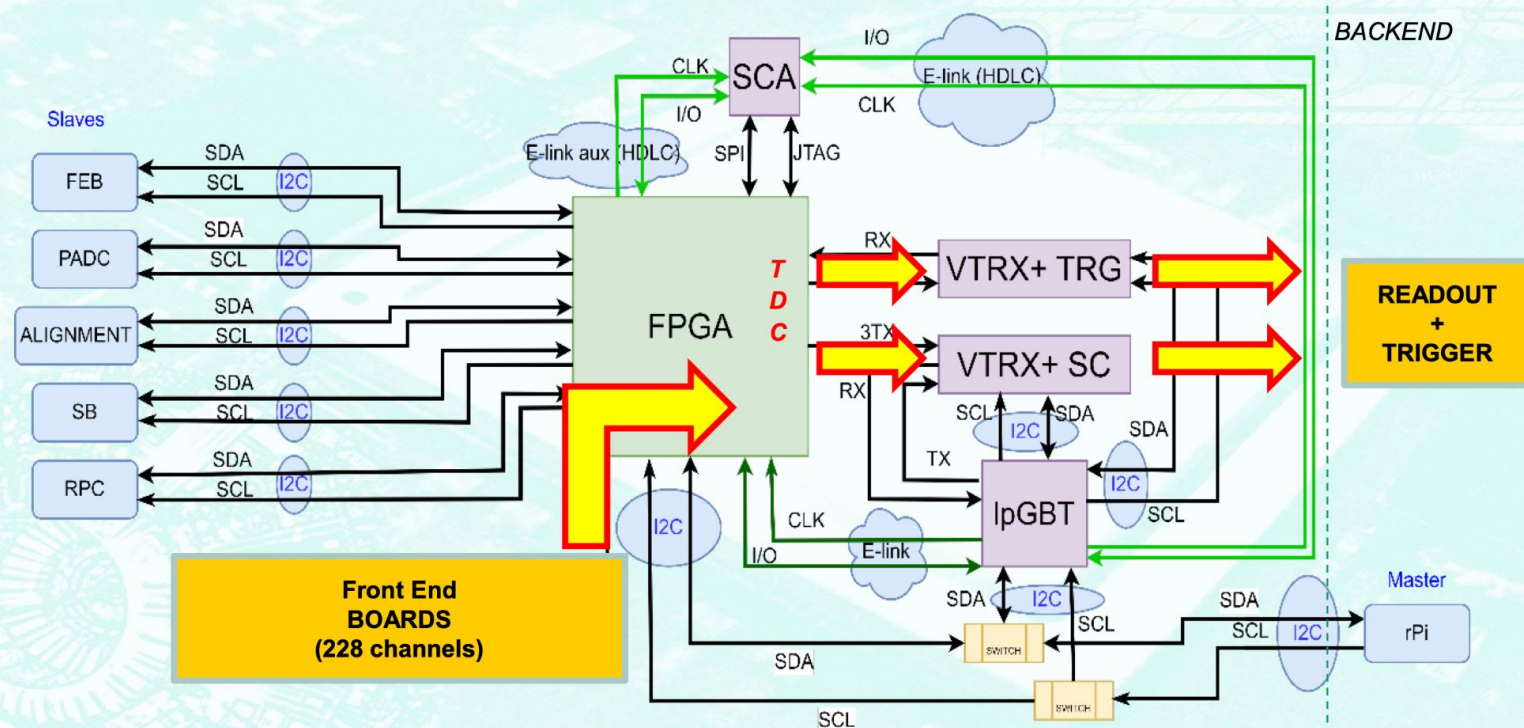 BACKEND
I/O
CLK
SCA
E-link (HDLC)
I/O
CLK
Slaves
E-link aux (HDLC)
SPI
JTAG
SDA
FEB
SCL
I2C
SDA
PADC
SCL
I2C
RX
T
D
C
VTRX+ TRG
SDA
ALIGNMENT
SCL
I2C
FPGA
READOUT
+
TRIGGER
3TX
VTRX+ SC
SDA
SB
SCL
I2C
RX
SCL
SDA
I2C
SDA
SDA
RPC
SCL
I2C
TX
I2C
lpGBT
SCL
I2C
CLK
E-link
I/O
Front End
BOARDS
(228 channels)
SDA
I2C
Master
SDA
SCL
SCL
I2C
rPi
SWITCH
SDA
SWITCH
SCL